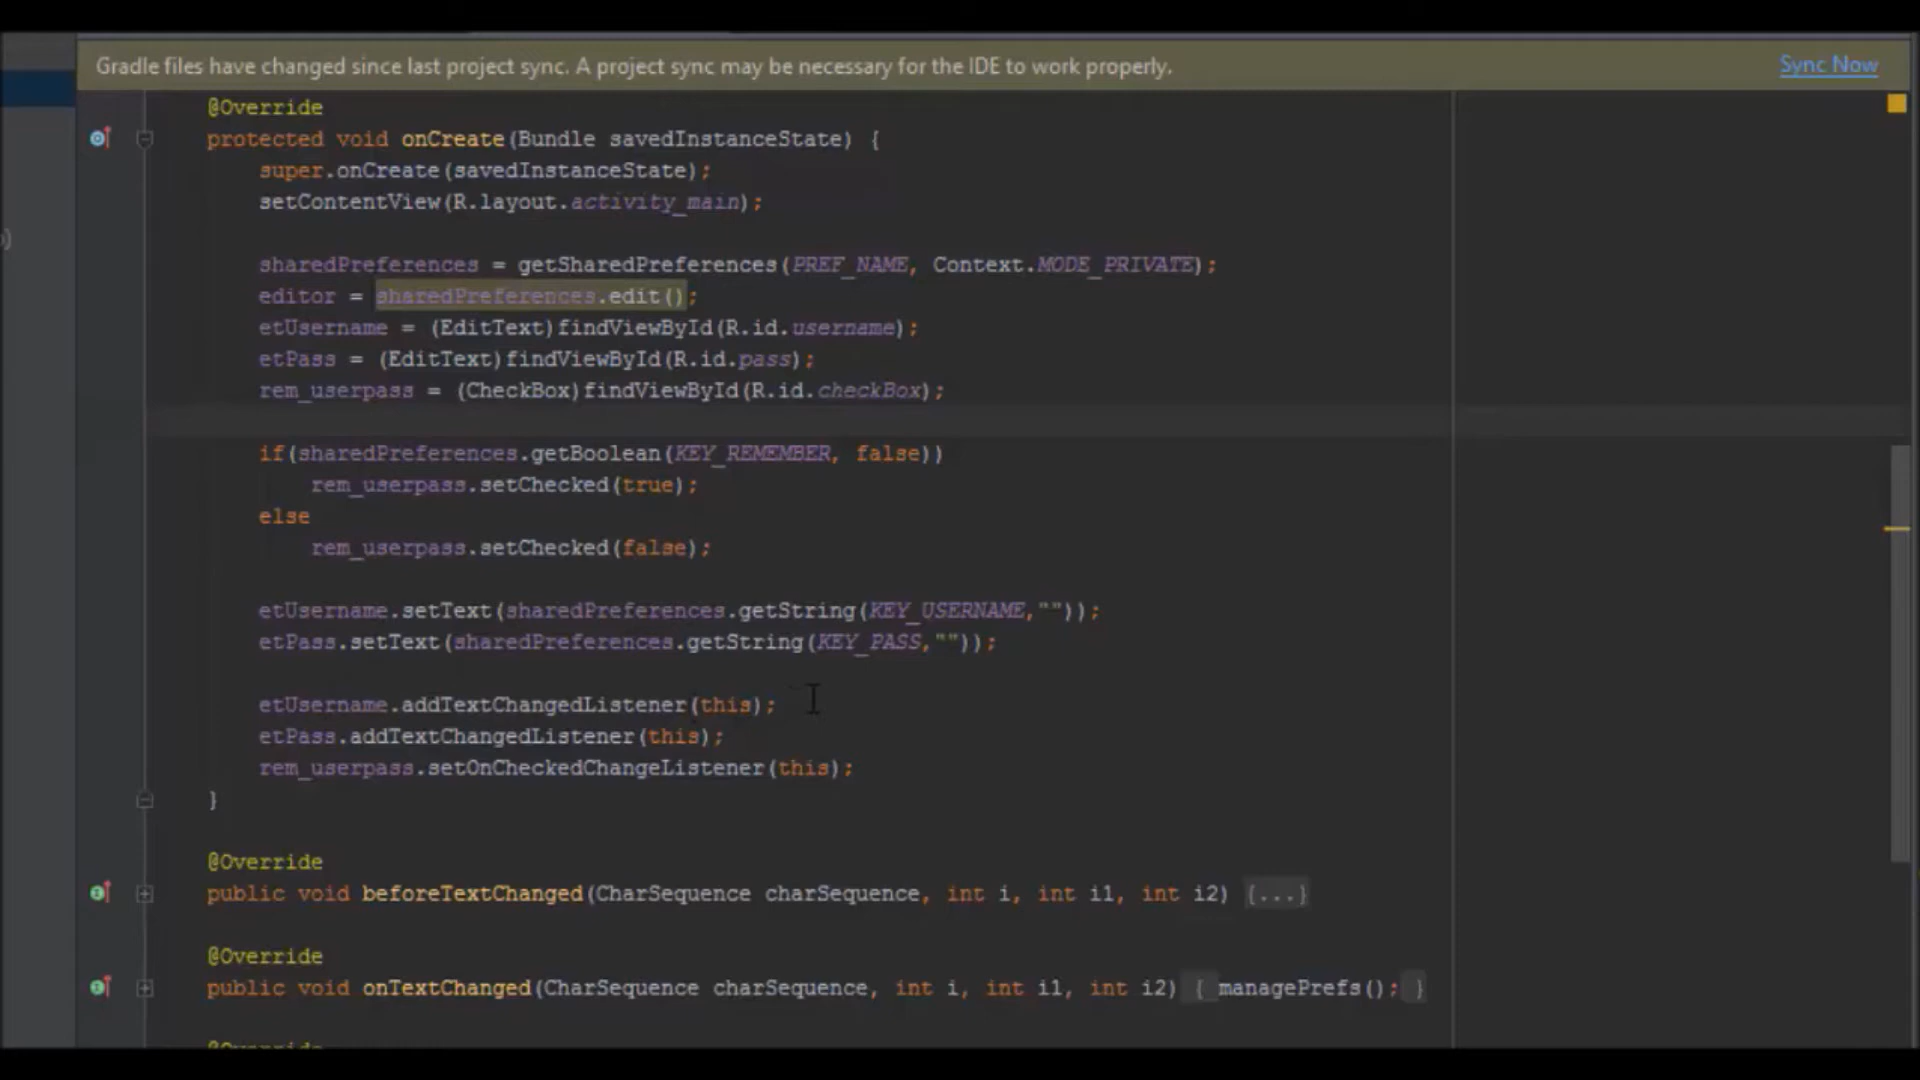 Gradle files have changed since last project sync. A project sync may be necessary for the IDE to work properly. Sync Now
@Override
protected void onCreate(Bundle savedInstanceState) {
super.onCreate(savedInstanceState);
setContentView(R.layout.activity_main);
sharedPreferences = getSharedPreferences(PREF_NAME, Context.MODE_PRIVATE);
editor = sharedPreferences.edit();
etUsername = (EditText)findViewById(R.id.username);
etPass = (EditText)findViewById(R.id.pass);
rem_userpass = (CheckBox)findViewById(R.id.checkBox);
if(sharedPreferences.getBoolean(KEY_REMEMBER, false))
rem_userpass.setChecked(true);
else
rem_userpass.setChecked(false);
etUsername.setText(sharedPreferences.getString(KEY_USERNAME,""));
etPass.setText(sharedPreferences.getString(KEY_PASS,""));
etUsername.addTextChangedListener(this);
etPass.addTextChangedListener(this);
rem_userpass.setOnCheckedChangeListener(this);
}
@Override
public void beforeTextChanged(CharSequence charSequence, int i, int i1, int i2) {...}
@Override
public void onTextChanged(CharSequence charSequence, int i, int i1, int i2) { managePrefs(); }